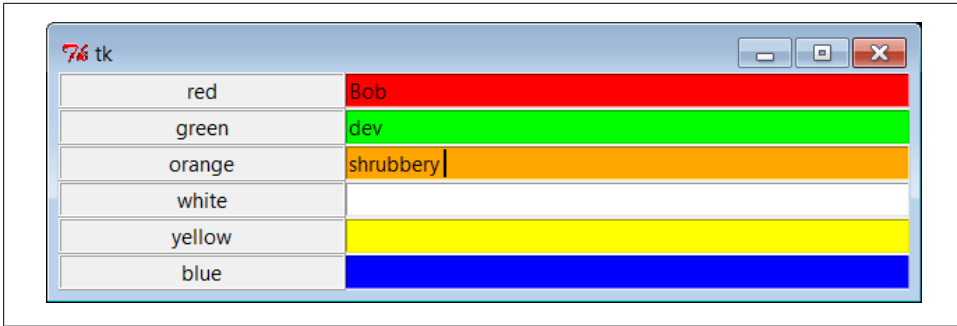 tk
red Bob
green dev
orange shrubbery
white
yellow
blue